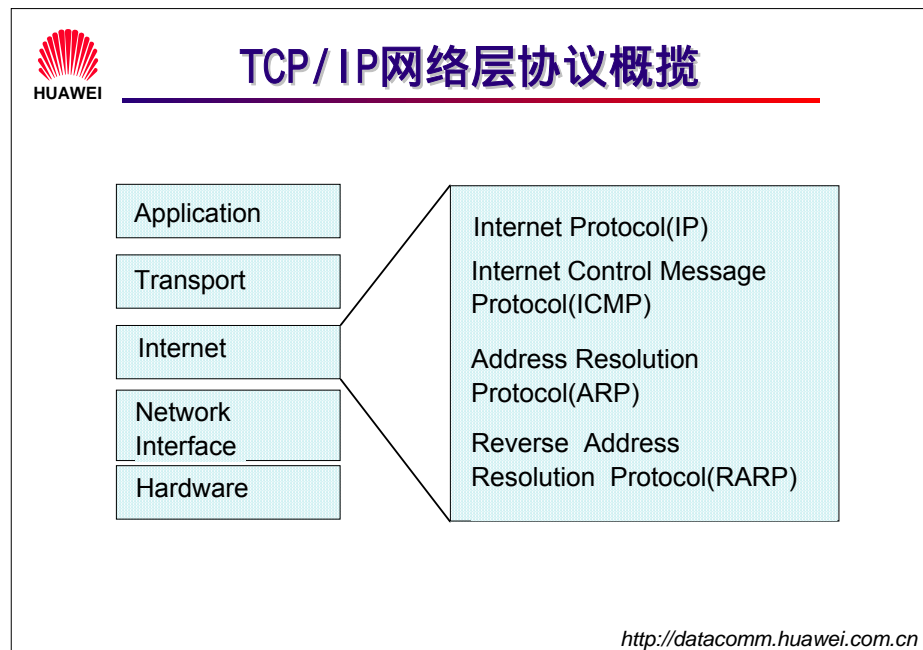 HUAWEI
TCP/IP网络层协议概揽
Application
Transport
Internet
Network
Interface
Hardware
Internet Protocol(IP)
Internet Control Message
Protocol(ICMP)
Address Resolution
Protocol(ARP)
Reverse Address
Resolution Protocol(RARP)
http://datacomm.huawei.com.cn